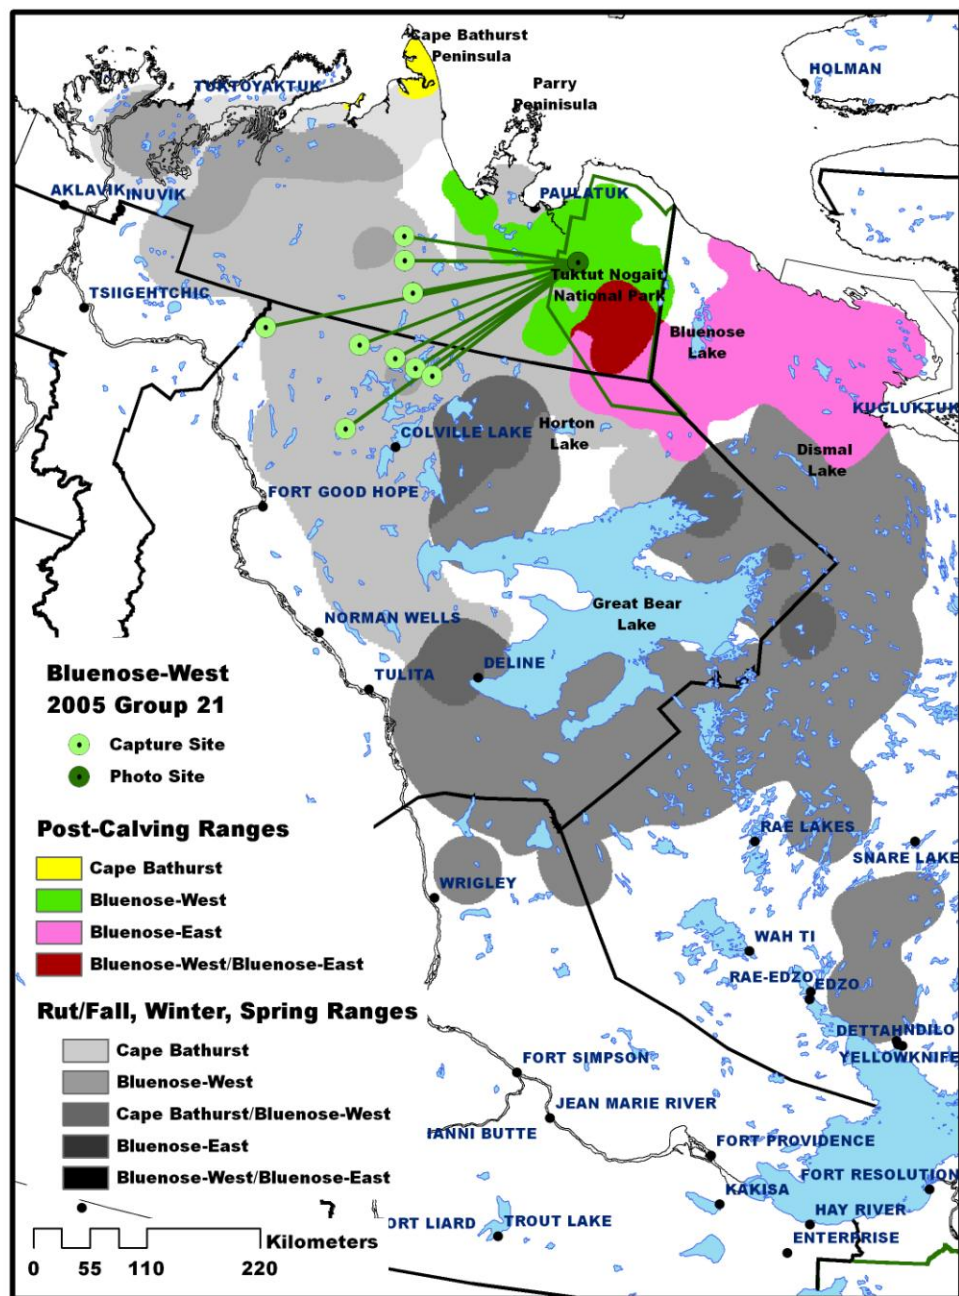 Cape Bathurst
Peninsula
HOLMAN
TUKTOYAKTUK
Parry
Peninisula
AKLAVIK
INUVIK
PAULATUK
Tuktut Nogait
National Park
TSIIGEHTCHIC
Bluenose
Lake
KUGLUKTUK
Horton
Lake
COLVILLE LAKE
Dismal
Lake
FORT GOOD HOPE
Great Bear
Lake
NORMAN WELLS
DELINE
TULITA
Bluenose-West
2005 Group 21
Capture Site
Photo Site
Post-Calving Ranges
Cape Bathurst
Bluenose-West
Bluenose-East
Bluenose-West/Bluenose-East
RAE LAKES
SNARE LAKE
WRIGLEY
WAH TI
RAE-EDZO
EDZO
DETTAH
NDILO
YELLOWKNIFE
Rut/Fall, Winter, Spring Ranges
Cape Bathurst
Bluenose-West
Cape Bathurst/Bluenose-West
Bluenose-East
Bluenose-West/Bluenose-East
FORT SIMPSON
JEAN MARIE RIVER
IANNI BUTTE
FORT PROVIDENCE
FORT RESOLUTION
KAKISA
HAY RIVER
ENTERPRISE
ORT LIARD
TROUT LAKE
Kilometers
0 55 110 220